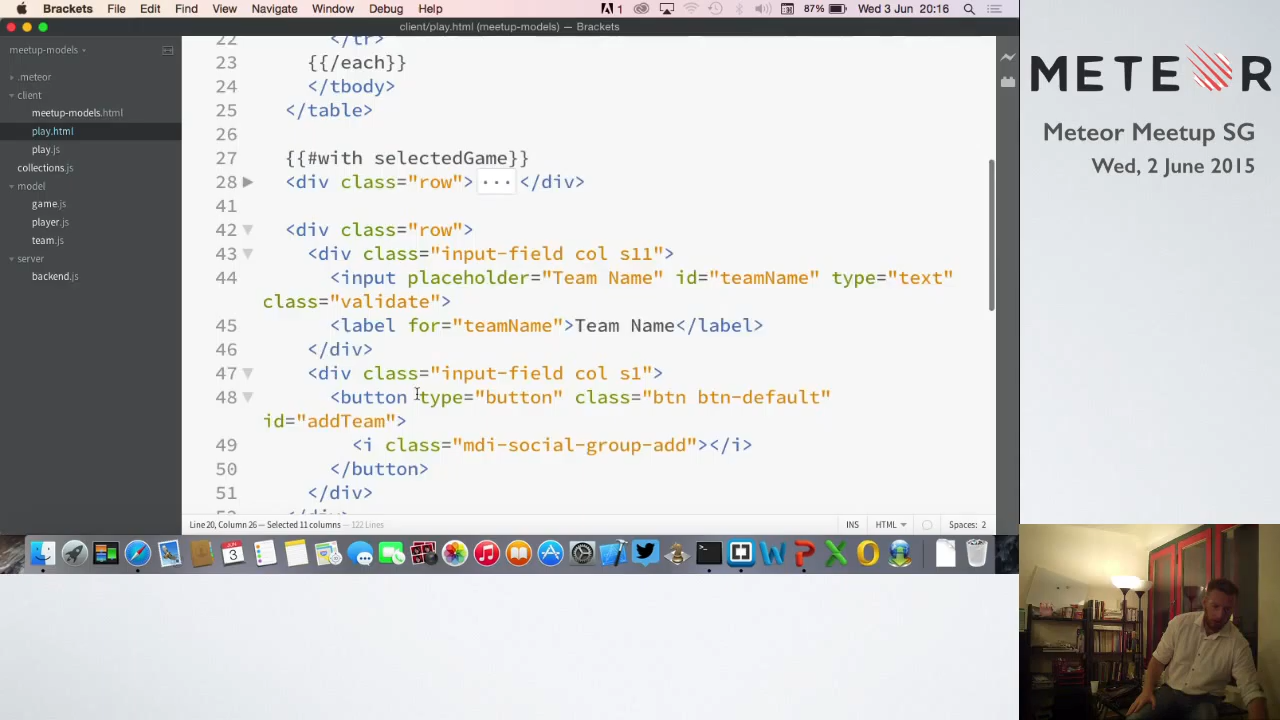 Brackets File Edit Find View Navigate Window Debug Help 1 87% Wed 3 Jun 20:16
client/play.html (meetup-models) — Brackets
meetup-models
.meteor
client
meetup-models.html
play.html
play.js
collections.js
model
game.js
player.js
team.js
server
backend.js
22 </tr>
23 {{/each}}
24 </tbody>
25 </table>
26
27 {{#with selectedGame}}
28 <div class="row"> ··· </div>
41
42 <div class="row">
43 <div class="input-field col s11">
44 <input placeholder="Team Name" id="teamName" type="text"
class="validate">
45 <label for="teamName">Team Name</label>
46 </div>
47 <div class="input-field col s1">
48 <button type="button" class="btn btn-default"
id="addTeam">
49 <i class="mdi-social-group-add"></i>
50 </button>
51 </div>
Line 20, Column 26 — Selected 11 columns — 122 Lines
INS HTML Spaces: 2
METEOR
Meteor Meetup SG
Wed, 2 June 2015